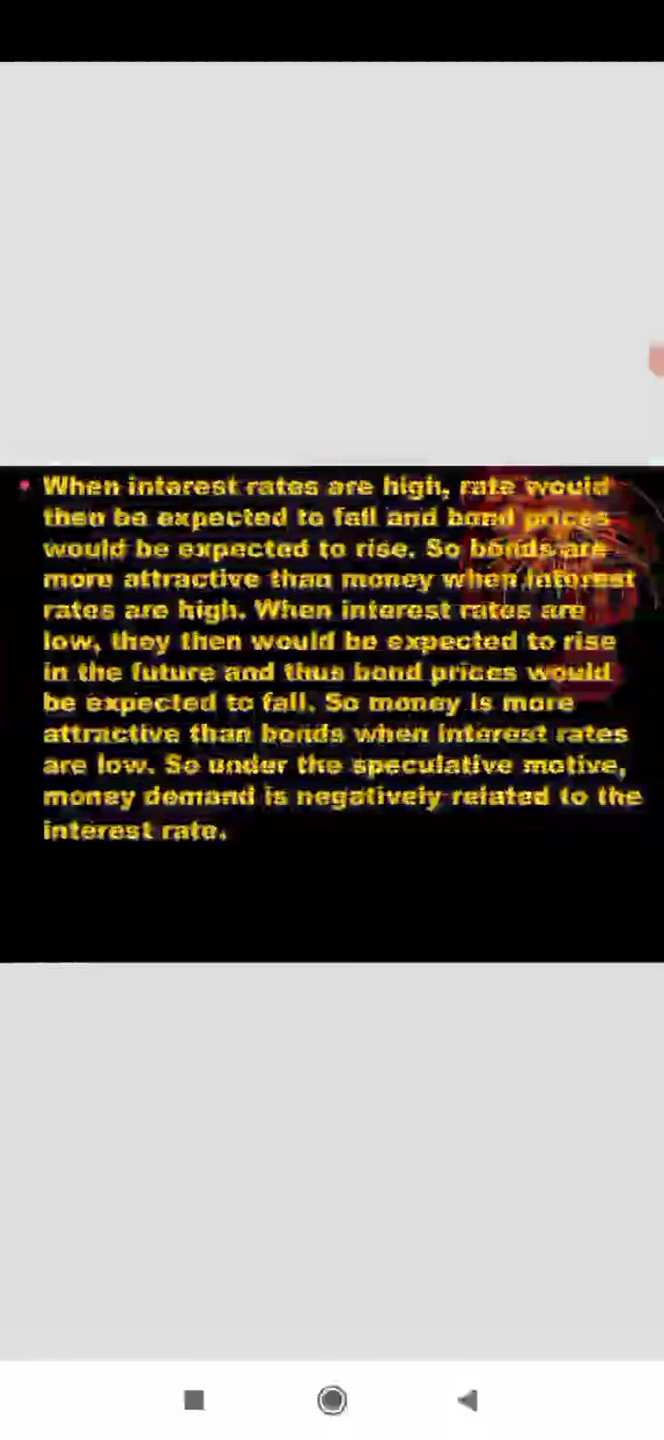 When interest rates are high, rate would
then be expected to fall and bond prices
would be expected to rise. So bonds are
more attractive than money when interest
rates are high. When interest rates are
low, they then would be expected to rise
in the future and thus bond prices would
be expected to fall. So money is more
attractive than bonds when interest rates
are low. So under the speculative motive,
money demand is negatively related to the
interest rate.